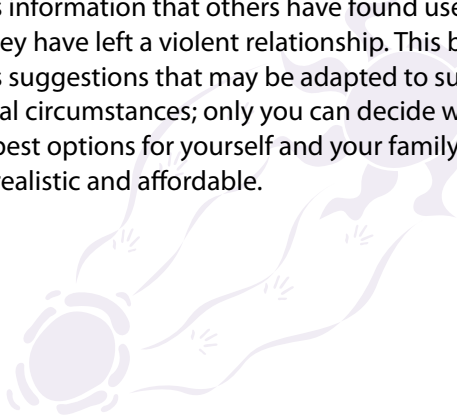 s information that others have found use
ey have left a violent relationship. This b
s suggestions that may be adapted to su
al circumstances; only you can decide w
best options for yourself and your family
realistic and affordable.